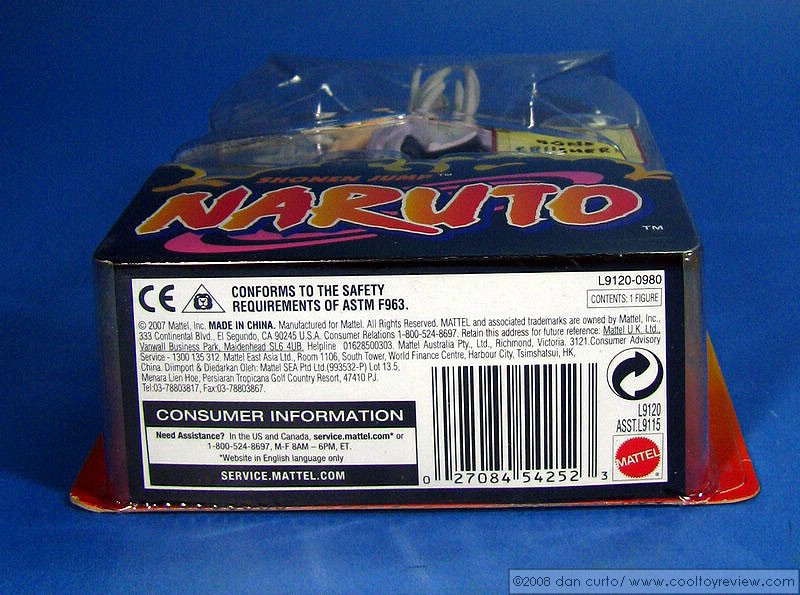 BONE
CRUSHER!
SHONEN JUMP™
NARUTO
TM
CE
CONFORMS TO THE SAFETY
REQUIREMENTS OF ASTM F963.
L9120-0980
CONTENTS: 1 FIGURE
© 2007 Mattel, Inc. MADE IN CHINA. Manufactured for Mattel. All Rights Reserved. MATTEL and associated trademarks are owned by Mattel, Inc.,
333 Continental Blvd., El Segundo, CA 90245 U.S.A. Consumer Relations 1-800-524-8697. Retain this address for future reference: Mattel U.K. Ltd.,
Vanwall Business Park, Maidenhead SL6 4UB. Helpline 01628500303. Mattel Australia Pty., Ltd., Richmond, Victoria. 3121.Consumer Advisory
Service - 1300 135 312. Mattel East Asia Ltd., Room 1106, South Tower, World Finance Centre, Harbour City, Tsimshatsui, HK,
China. Diimport & Diedarkan Oleh: Mattel SEA Ptd Ltd.(993532-P) Lot 13.5,
Menara Lien Hoe, Persiaran Tropicana Golf Country Resort, 47410 PJ.
Tel:03-78803817, Fax:03-78803867.
CONSUMER INFORMATION
Need Assistance? In the US and Canada, service.mattel.com* or
1-800-524-8697, M-F 8AM – 6PM, ET.
*Website in English language only
SERVICE.MATTEL.COM
0 27084 54252 3
L9120
ASST.L9115
MATTEL
©2008 dan curto/ www.cooltoyreview.com